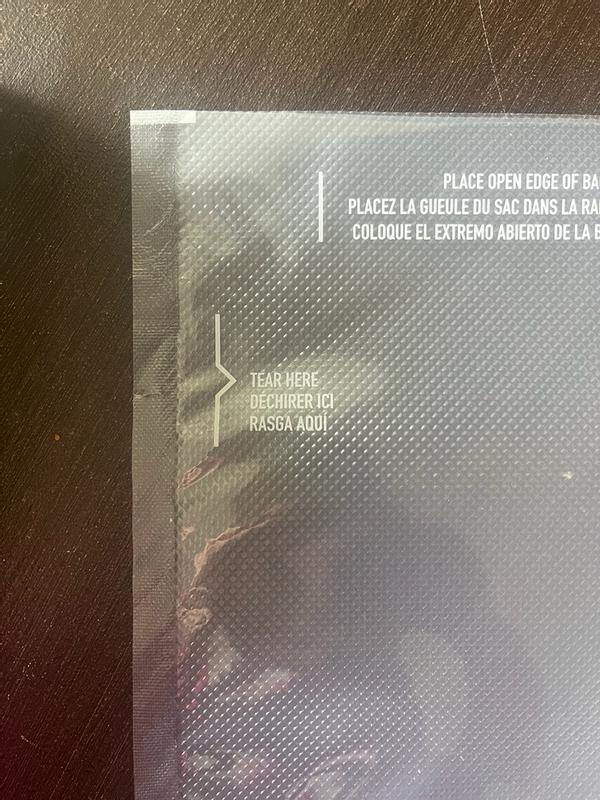 PLACE OPEN EDGE OF
PLACEZ LA GUEULE DU SAC DANS LA
COLOQUE EL EXTREMO ABIERTO DE LA
TEAR HERE
DÉCHIRER ICI
RASGA AQUÍ